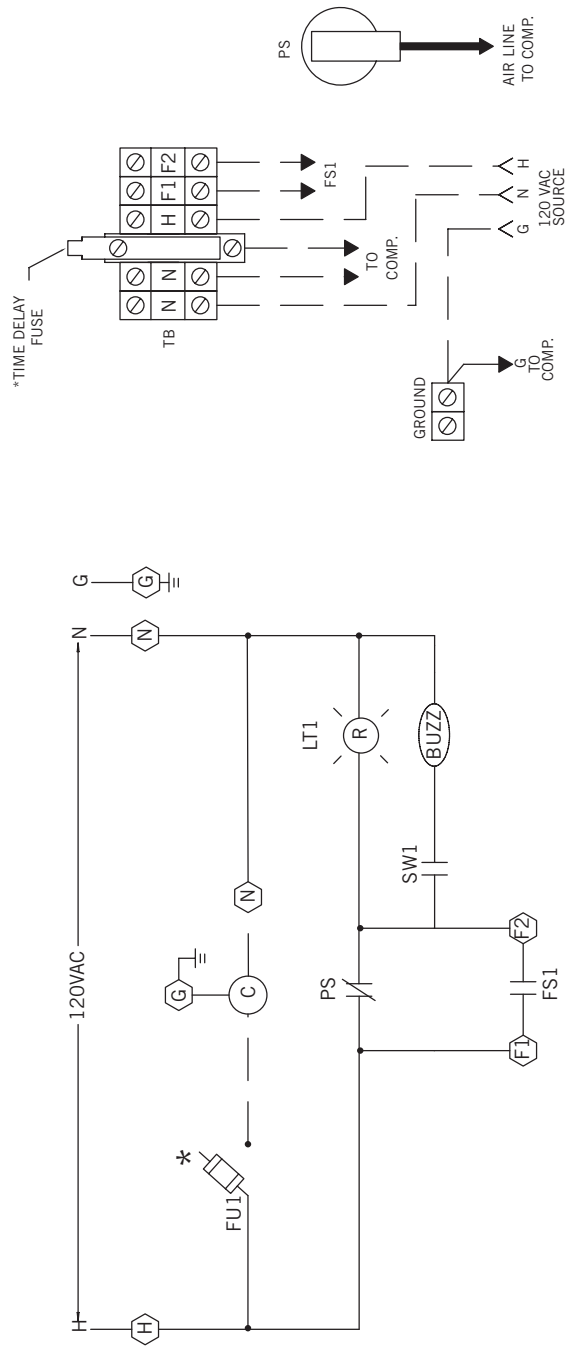 H
120VAC
N
G
H
N
G
*
FU1
G
C
N
PS
LT1
R
SW1
BUZZ
F1
F2
FS1
*TIME DELAY
FUSE
TB
N
N
H
F1
F2
TO
COMP.
FS1
GROUND
G
TO
COMP.
G
N
H
120 VAC
SOURCE
PS
AIR LINE
TO COMP.